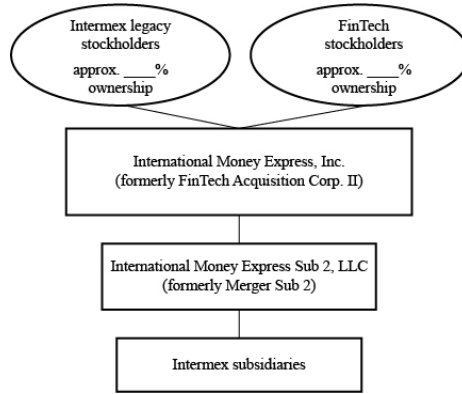 Intermex legacy
stockholders
approx. ____%
ownership
FinTech
stockholders
approx. ____%
ownership
International Money Express, Inc.
(formerly FinTech Acquisition Corp. II)
International Money Express Sub 2, LLC
(formerly Merger Sub 2)
Intermex subsidiaries